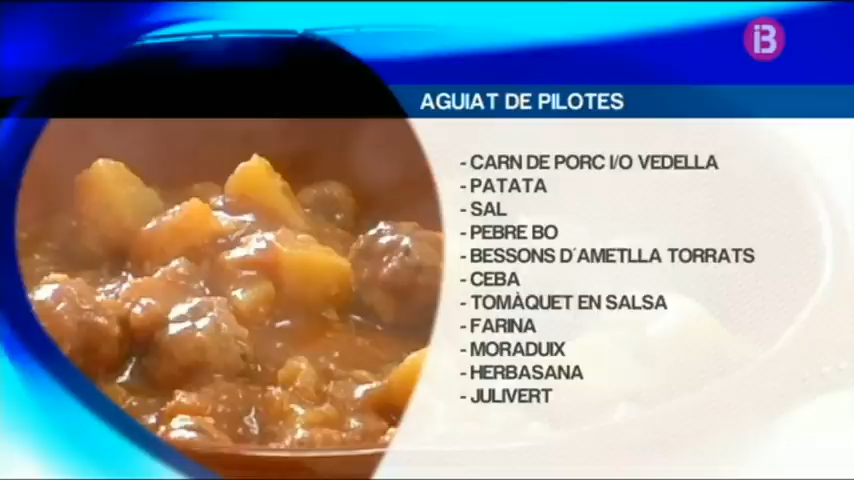 iB
AGUIAT DE PILOTES
- CARN DE PORC I/O VEDELLA
- PATATA
- SAL
- PEBRE BO
- BESSONS D´AMETLLA TORRATS
- CEBA
- TOMÀQUET EN SALSA
- FARINA
- MORADUIX
- HERBASANA
- JULIVERT